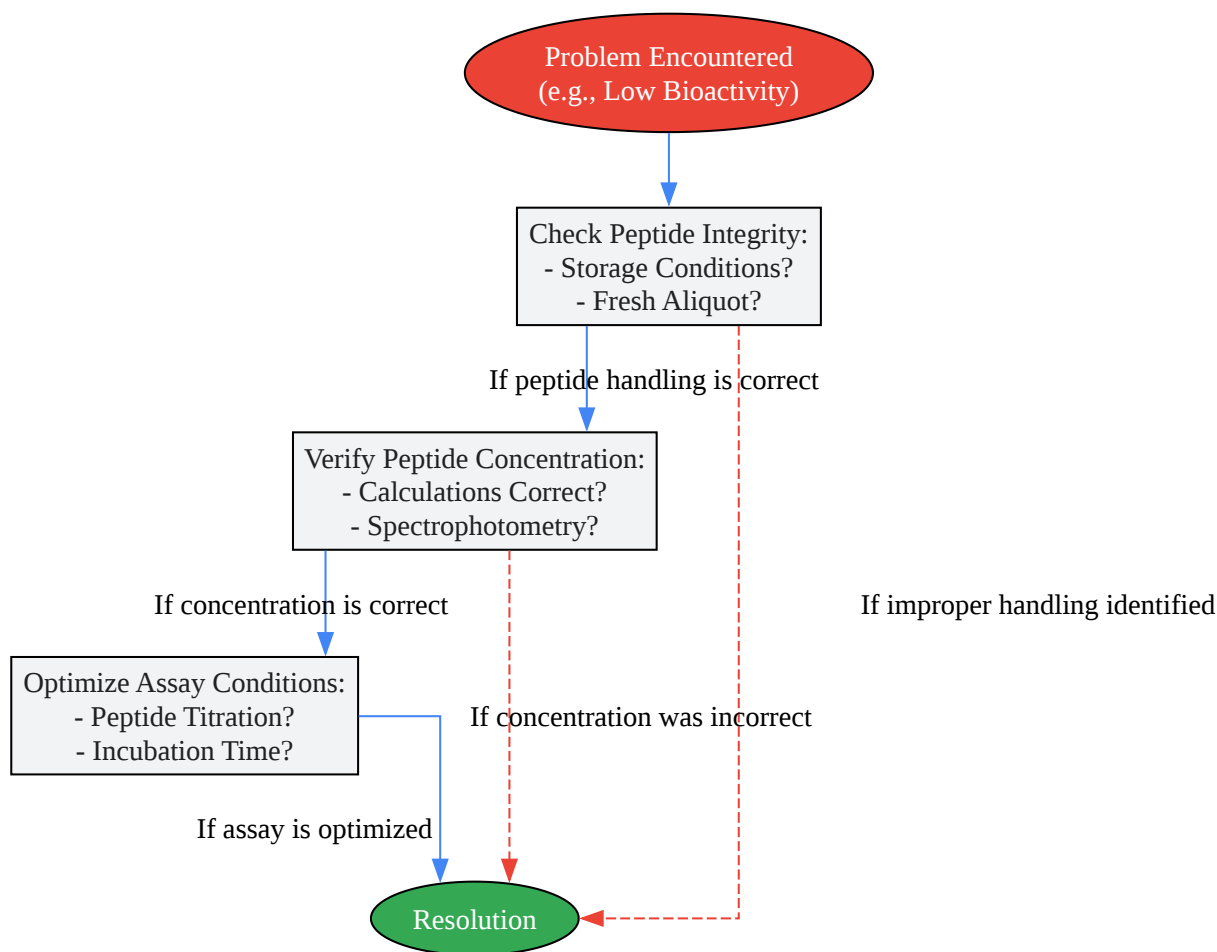 Problem Encountered
(e.g., Low Bioactivity)
Check Peptide Integrity:
- Storage Conditions?
- Fresh Aliquot?
If peptide handling is correct
Verify Peptide Concentration:
- Calculations Correct?
- Spectrophotometry?
If concentration is correct
If improper handling identified
Optimize Assay Conditions:
- Peptide Titration?
- Incubation Time?
If concentration was incorrect
If assay is optimized
Resolution